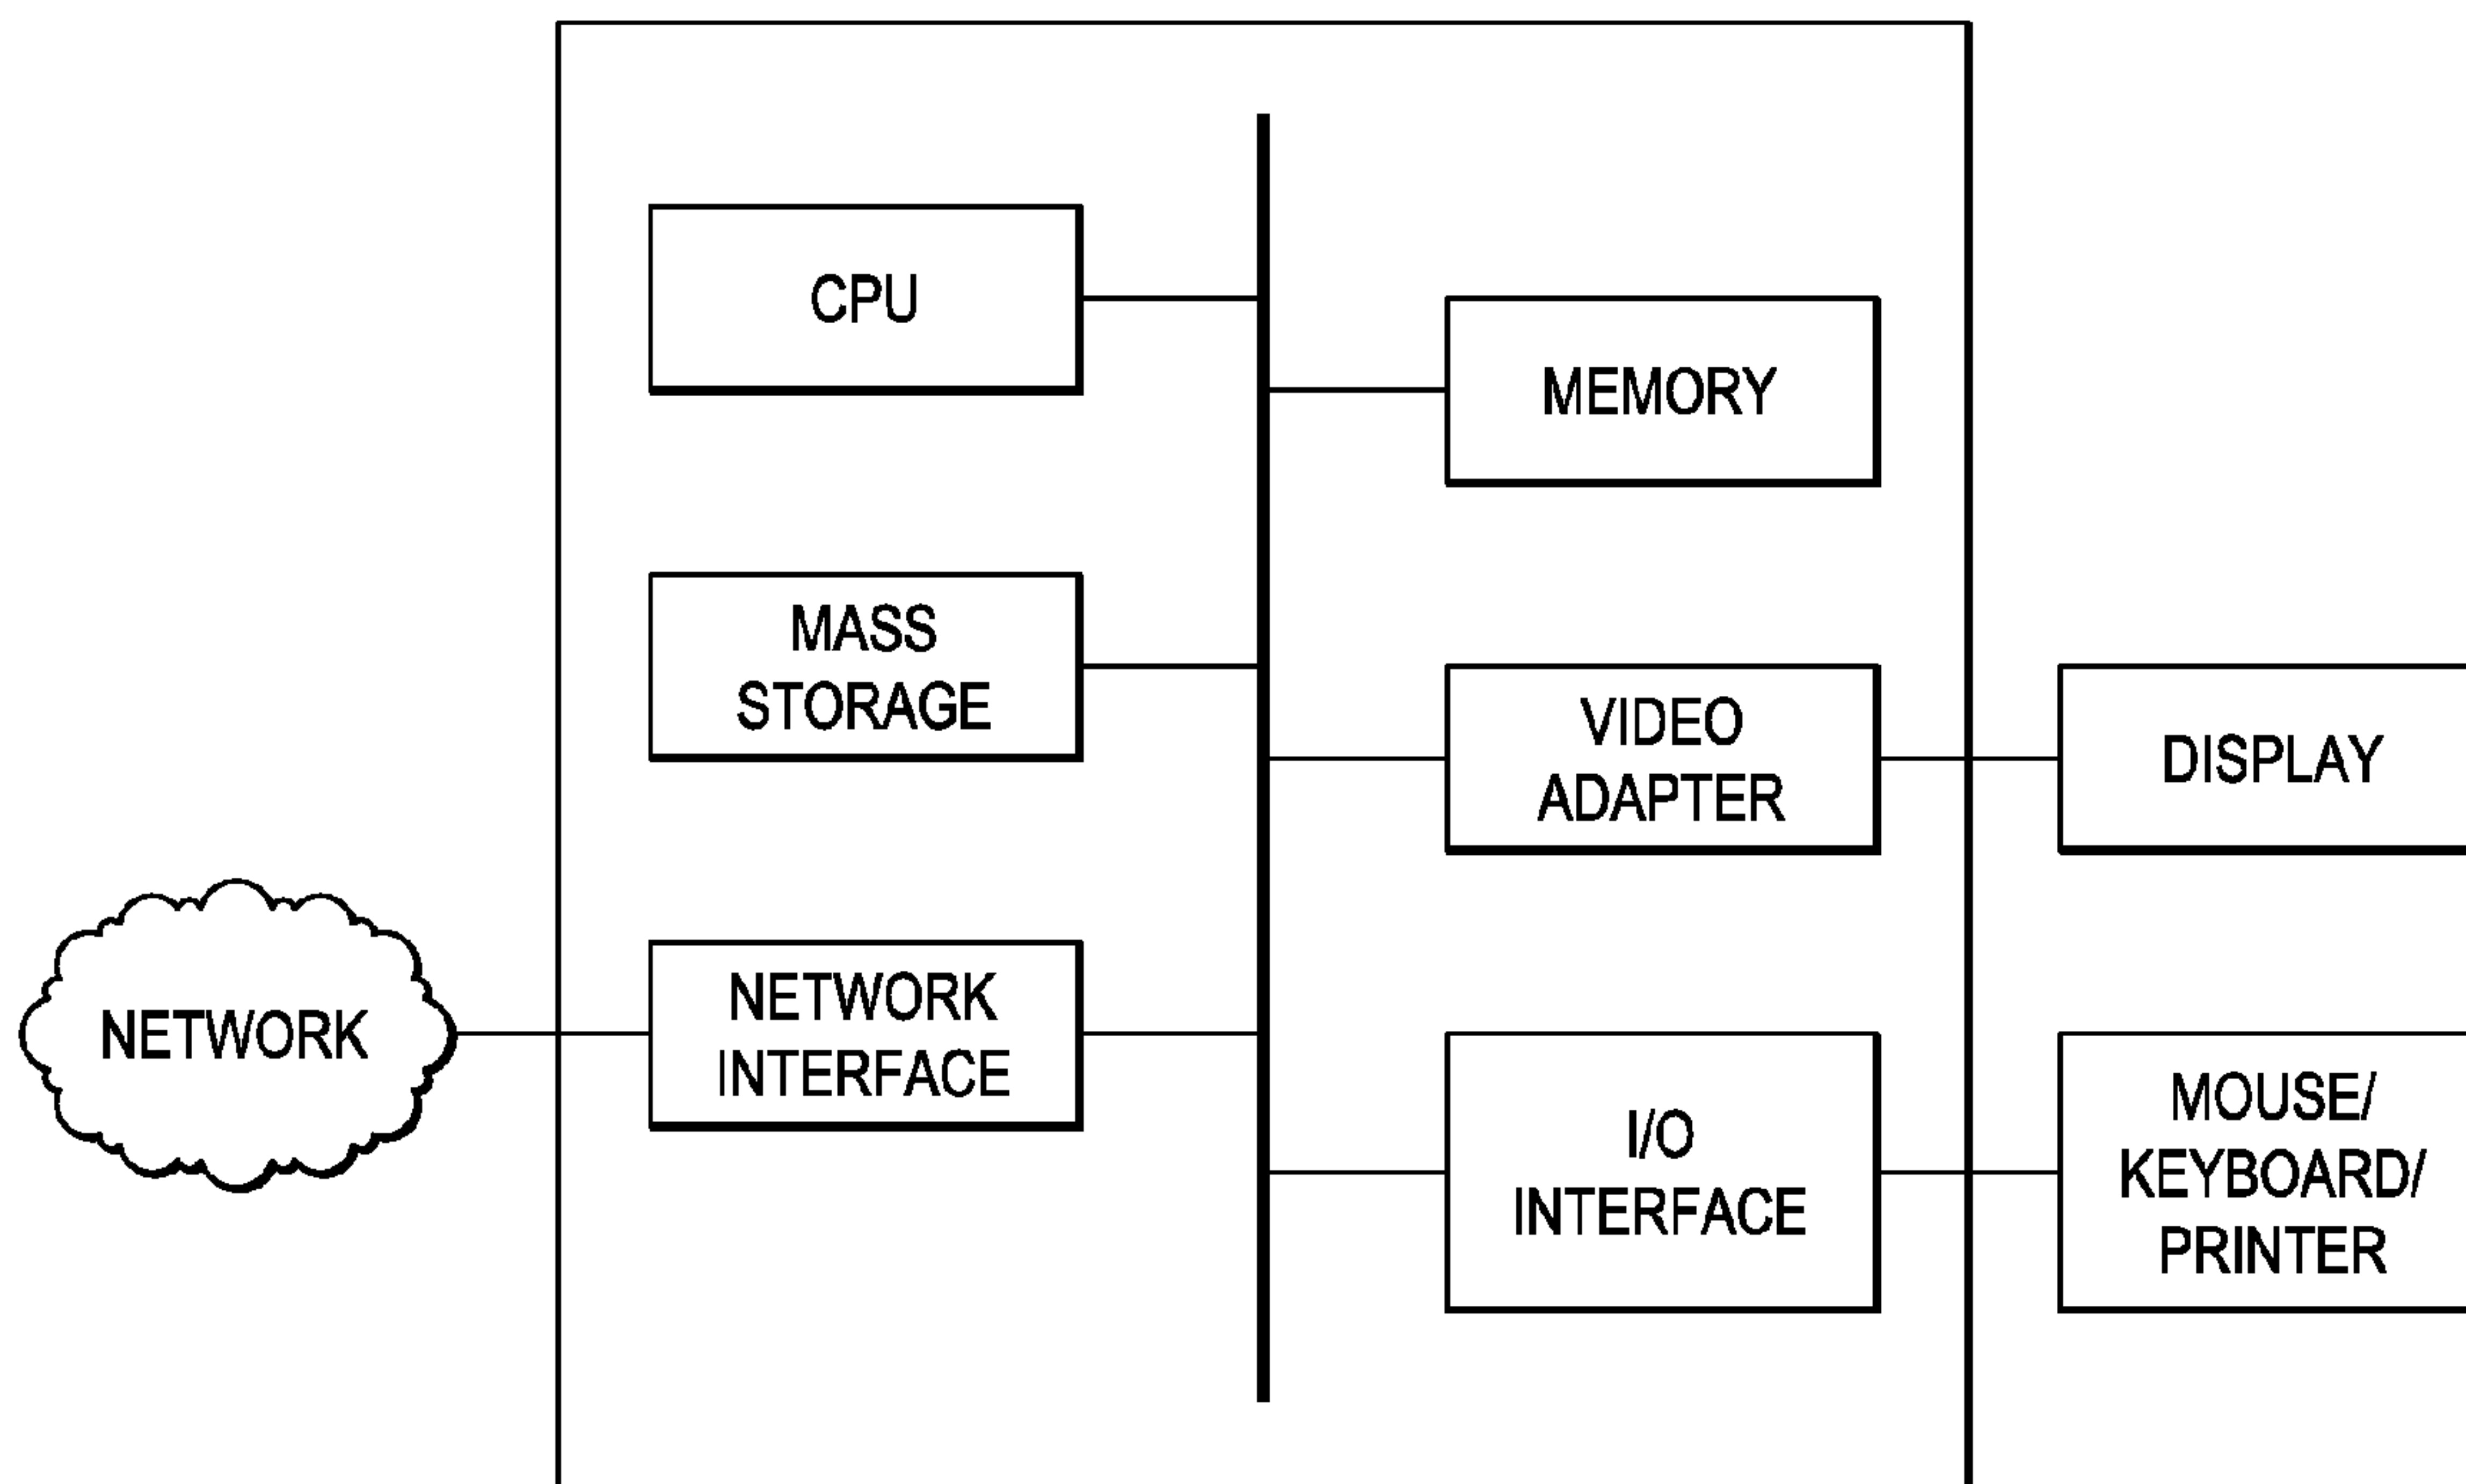 CPU
MEMORY
MASS
STORAGE
VIDEO
ADAPTER
DISPLAY
NETWORK
NETWORK
INTERFACE
I/O
INTERFACE
MOUSE/
KEYBOARD/
PRINTER